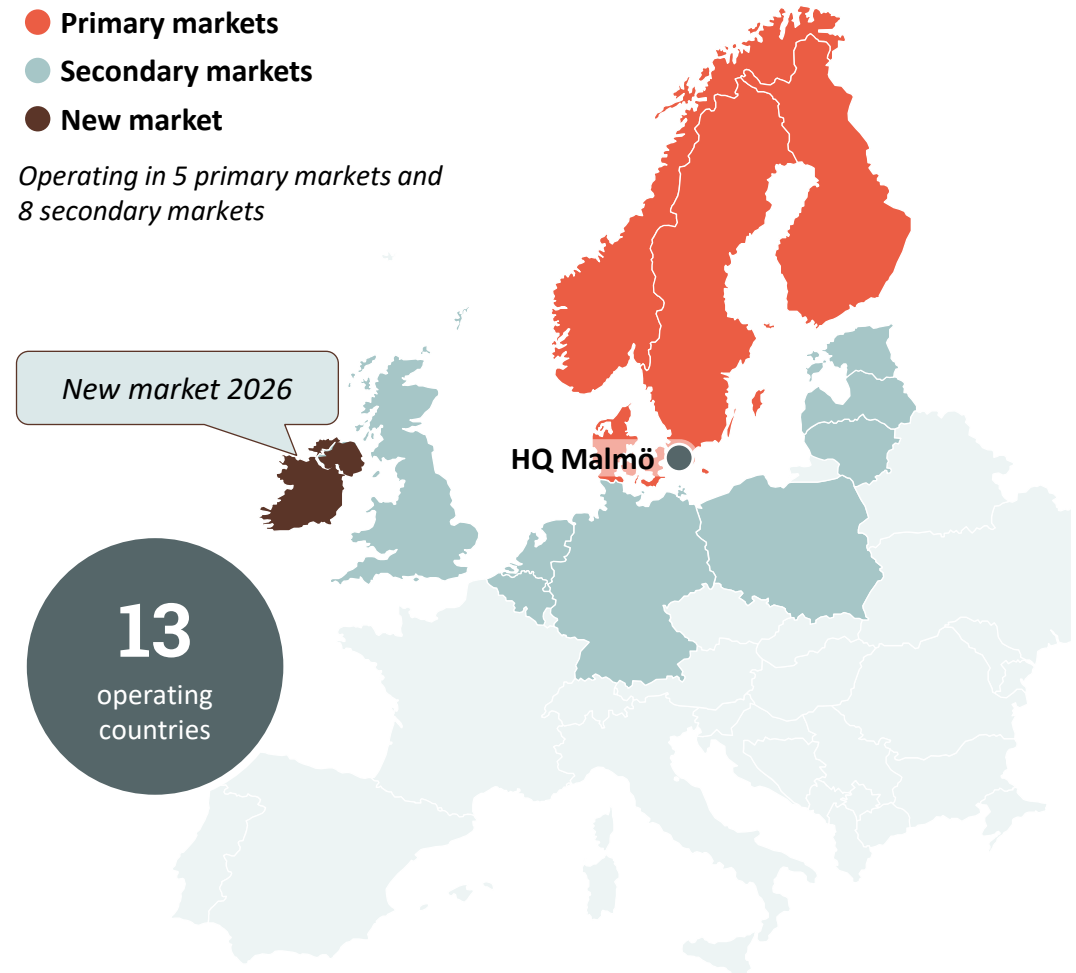 Primary markets
Secondary markets
New market
Operating in 5 primary markets and
8 secondary markets
New market 2026
HQ Malmö
13
operating
countries